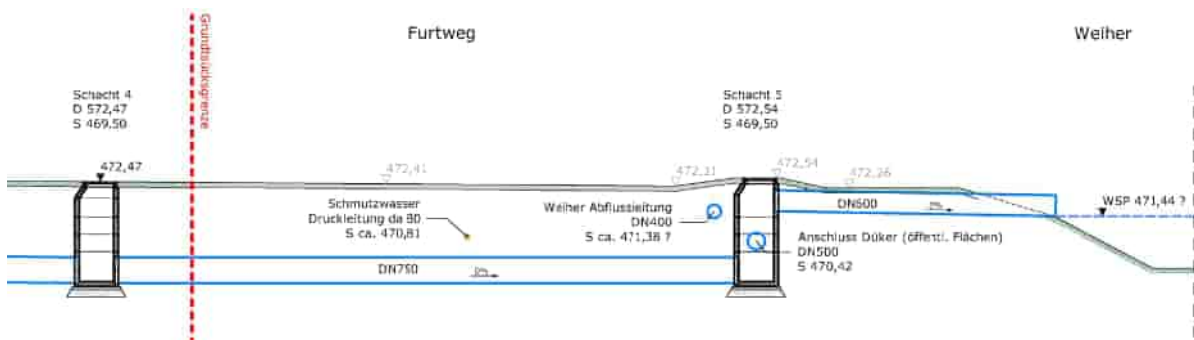 Furtweg
Weiher
Grundstücksgrenze
Schacht 4
D 572,47
S 469,50
Schacht 5
D 572,54
S 469,50
472,47
472,41
472,31
472,54
472,26
Schmutzwasser
Druckleitung da 80
S ca. 470,81
Weiher Abflussleitung
DN400
S ca. 471,38 ?
DN600
WSP 471,44 ?
Anschluss Düker (öffentl. Flächen)
DN500
S 470,42
DN750